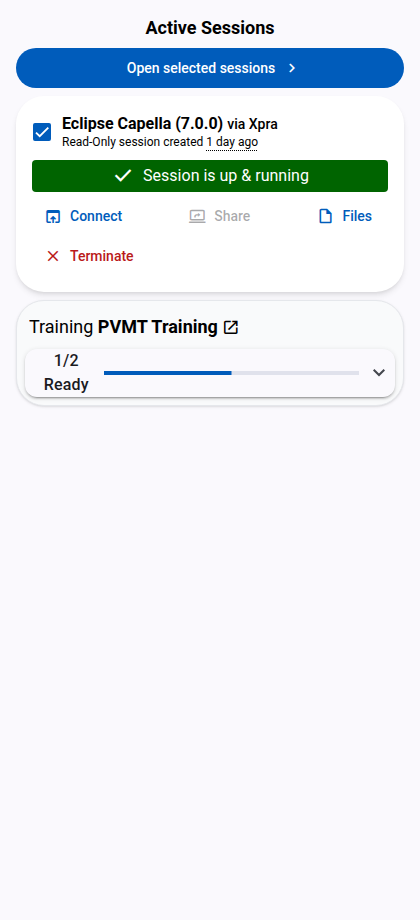 Active Sessions
Open selected sessions
Eclipse Capella (7.0.0) via Xpra
Read-Only session created 1 day ago
Session is up & running
Connect
Share
Files
Terminate
Training PVMT Training
1/2
Ready